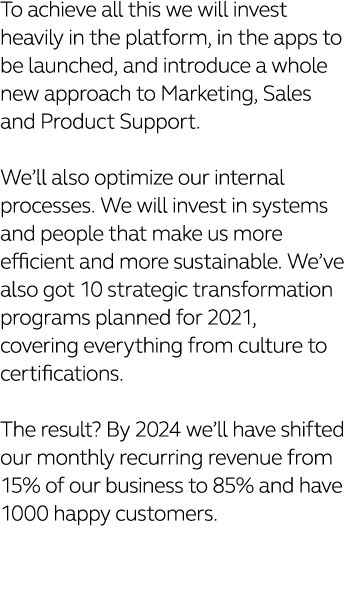 To achieve all this we will invest
heavily in the platform, in the apps to
be launched, and introduce a whole
new approach to Marketing, Sales
and Product Support.

We'll also optimize our internal
processes. We will invest in systems
and people that make us more
efficient and more sustainable. We've
also got 10 strategic transformation
programs planned for 2021,
covering everything from culture to
certifications.

The result? By 2024 we'll have shifted
our monthly recurring revenue from
15% of our business to 85% and have
1000 happy customers.